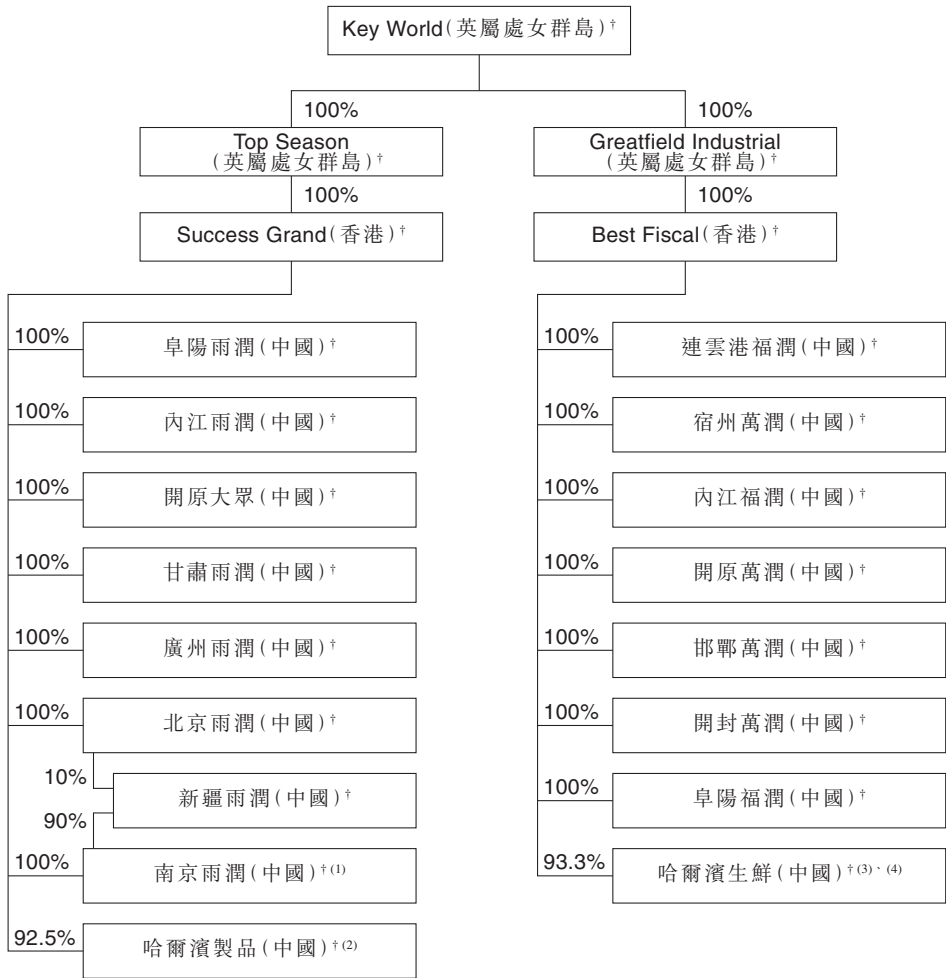 Key World(英屬處女群島)†
100%
100%
Top Season
(英屬處女群島)†
Greatfield Industrial
(英屬處女群島)†
100%
100%
Success Grand(香港)†
Best Fiscal(香港)†
100%
阜陽雨潤(中國)†
100%
內江雨潤(中國)†
100%
開原大眾(中國)†
100%
甘肅雨潤(中國)†
100%
廣州雨潤(中國)†
100%
北京雨潤(中國)†
10%
新疆雨潤(中國)†
90%
100%
南京雨潤(中國)†(1)
92.5%
哈爾濱製品(中國)†(2)
100%
連雲港福潤(中國)†
100%
宿州萬潤(中國)†
100%
內江福潤(中國)†
100%
開原萬潤(中國)†
100%
邯鄲萬潤(中國)†
100%
開封萬潤(中國)†
100%
阜陽福潤(中國)†
93.3%
哈爾濱生鮮(中國)†(3)、(4)